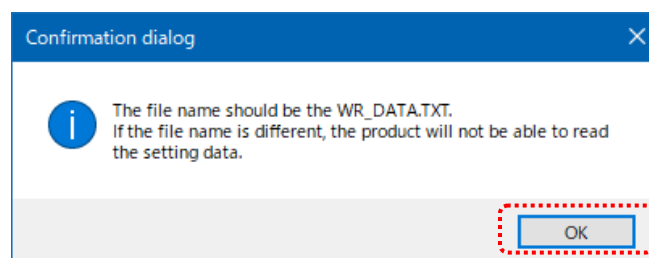 Confirmation dialog
The file name should be the WR_DATA.TXT.
If the file name is different, the product will not be able to read
the setting data.
OK